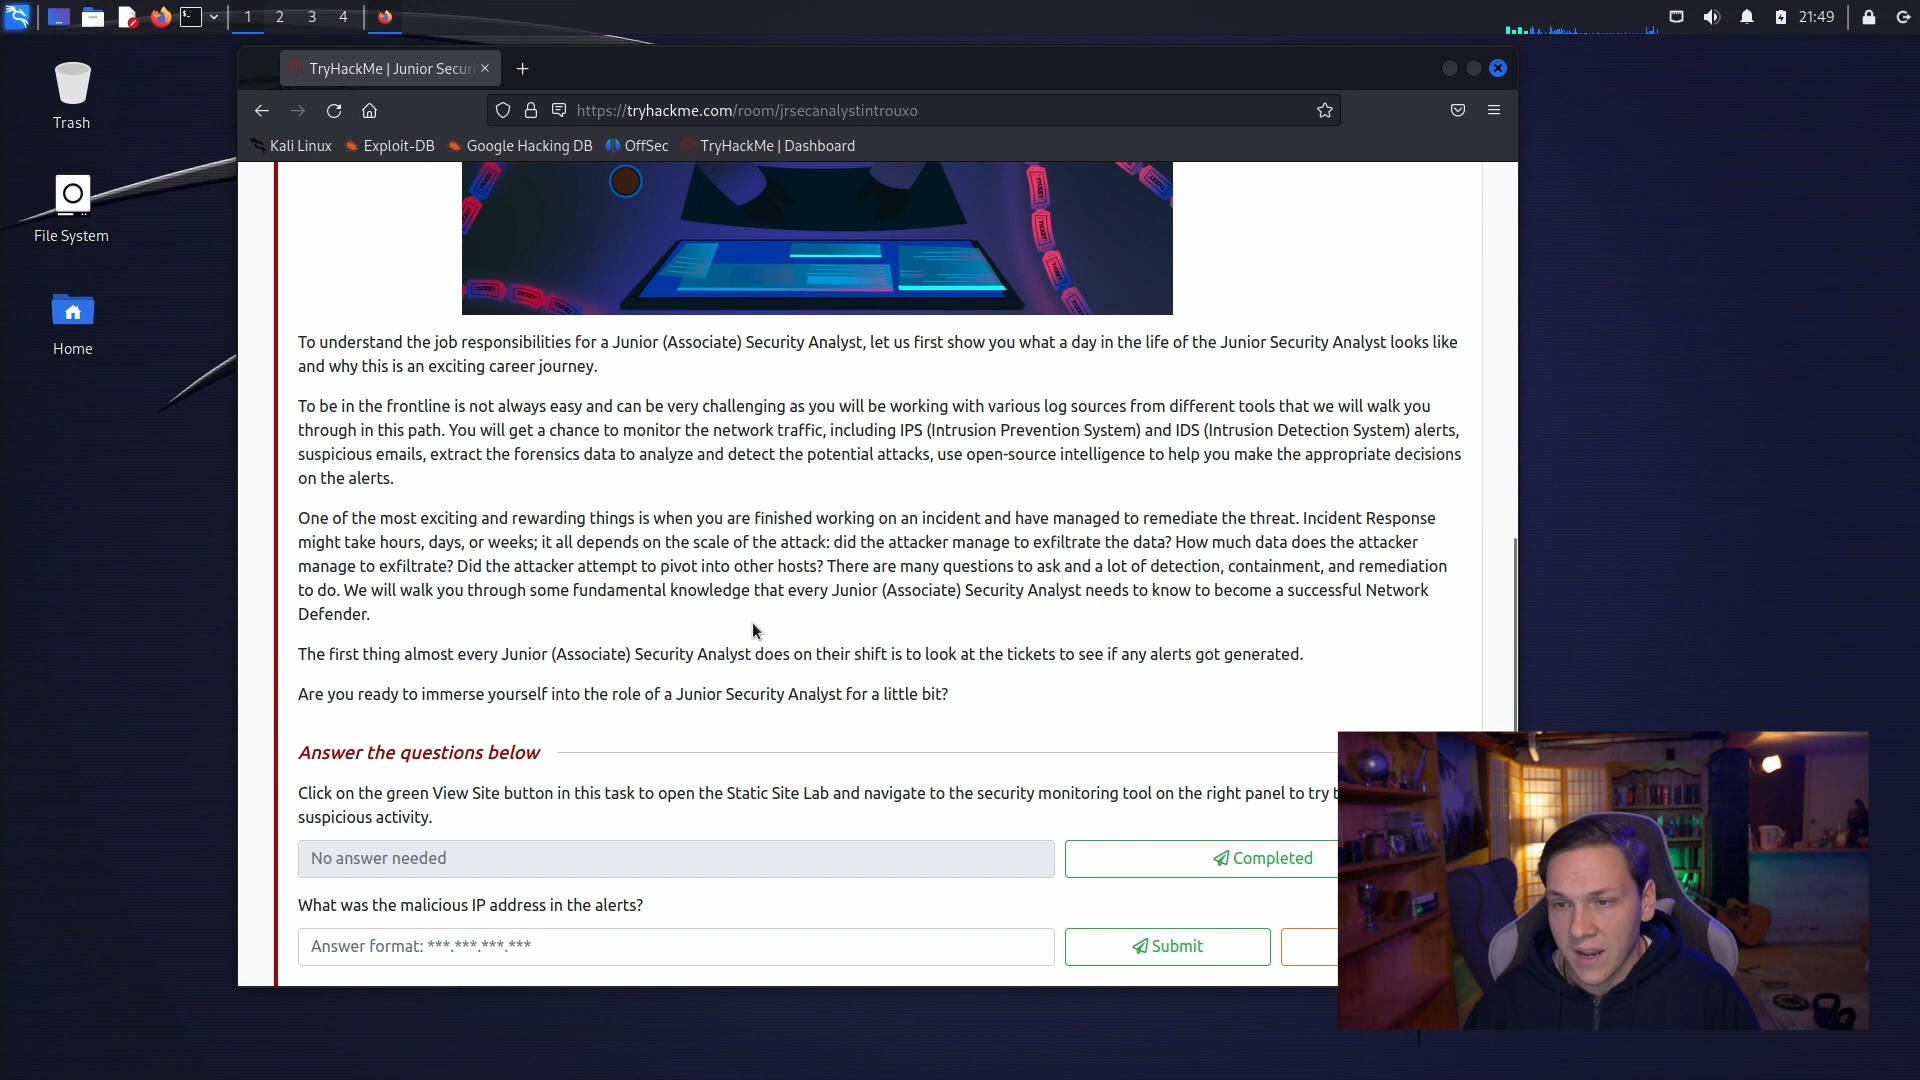 1 2 3 4
21:49
Trash
File System
Home
TryHackMe | Junior Secur
https://tryhackme.com/room/jrsecanalystintrouxo
Kali Linux Exploit-DB Google Hacking DB OffSec TryHackMe | Dashboard
TICKET
TICKET
TICKET
TICKET
TICKET
TICKET
To understand the job responsibilities for a Junior (Associate) Security Analyst, let us first show you what a day in the life of the Junior Security Analyst looks like
and why this is an exciting career journey.
To be in the frontline is not always easy and can be very challenging as you will be working with various log sources from different tools that we will walk you
through in this path. You will get a chance to monitor the network traffic, including IPS (Intrusion Prevention System) and IDS (Intrusion Detection System) alerts,
suspicious emails, extract the forensics data to analyze and detect the potential attacks, use open-source intelligence to help you make the appropriate decisions
on the alerts.
One of the most exciting and rewarding things is when you are finished working on an incident and have managed to remediate the threat. Incident Response
might take hours, days, or weeks; it all depends on the scale of the attack: did the attacker manage to exfiltrate the data? How much data does the attacker
manage to exfiltrate? Did the attacker attempt to pivot into other hosts? There are many questions to ask and a lot of detection, containment, and remediation
to do. We will walk you through some fundamental knowledge that every Junior (Associate) Security Analyst needs to know to become a successful Network
Defender.
The first thing almost every Junior (Associate) Security Analyst does on their shift is to look at the tickets to see if any alerts got generated.
Are you ready to immerse yourself into the role of a Junior Security Analyst for a little bit?
Answer the questions below
Click on the green View Site button in this task to open the Static Site Lab and navigate to the security monitoring tool on the right panel to try
suspicious activity.
No answer needed
Completed
What was the malicious IP address in the alerts?
Answer format: ***.***.***.***
Submit